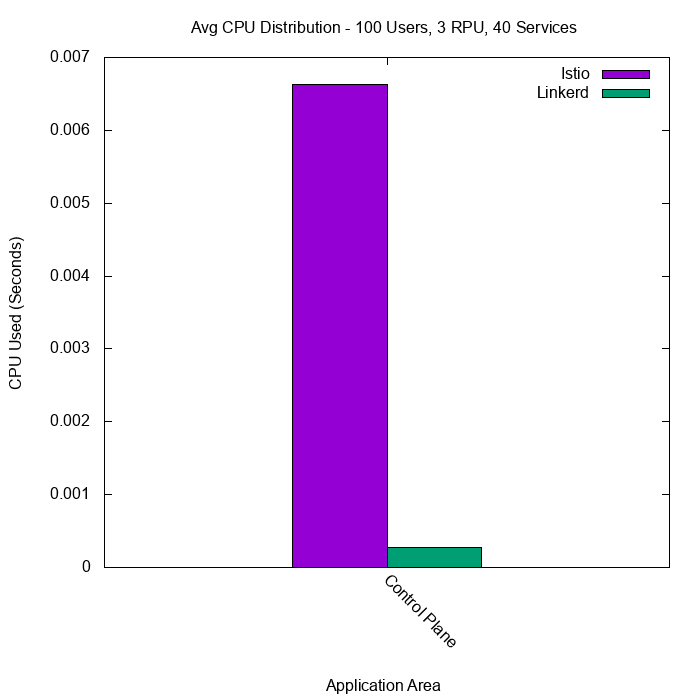 Avg CPU Distribution - 100 Users, 3 RPU, 40 Services
Istio
Linkerd
0.007
0.006
0.005
0.004
0.003
0.002
0.001
0
CPU Used (Seconds)
Control Plane
Application Area